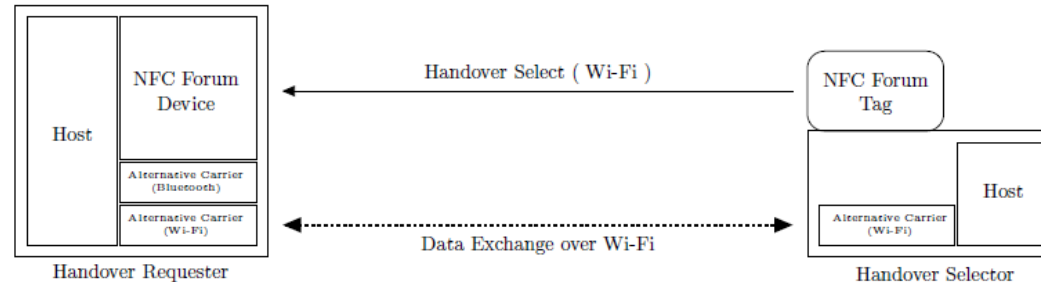 NFC Forum
Device
Host
Alternative Carrier
(Bluetooth)
Alternative Carrier
(Wi-Fi)
Handover Requester
Handover Select ( Wi-Fi )
Data Exchange over Wi-Fi
NFC Forum
Tag
Host
Alternative Carrier
(Wi-Fi)
Handover Selector